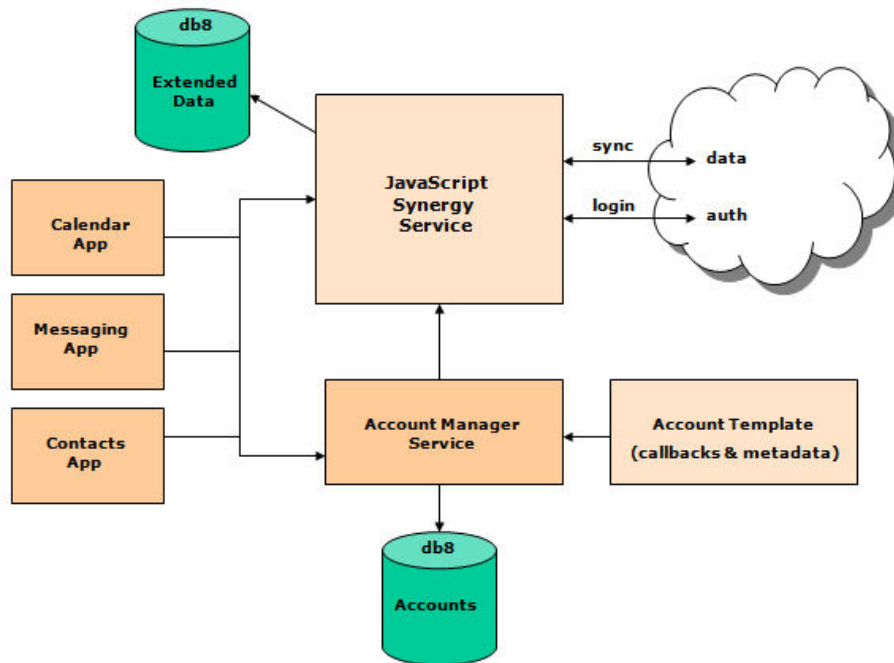 db8
Extended
Data
JavaScript
Synergy
Service
sync
data
login
auth
Calendar
App
Messaging
App
Contacts
App
Account Manager
Service
Account Template
(callbacks & metadata)
db8
Accounts